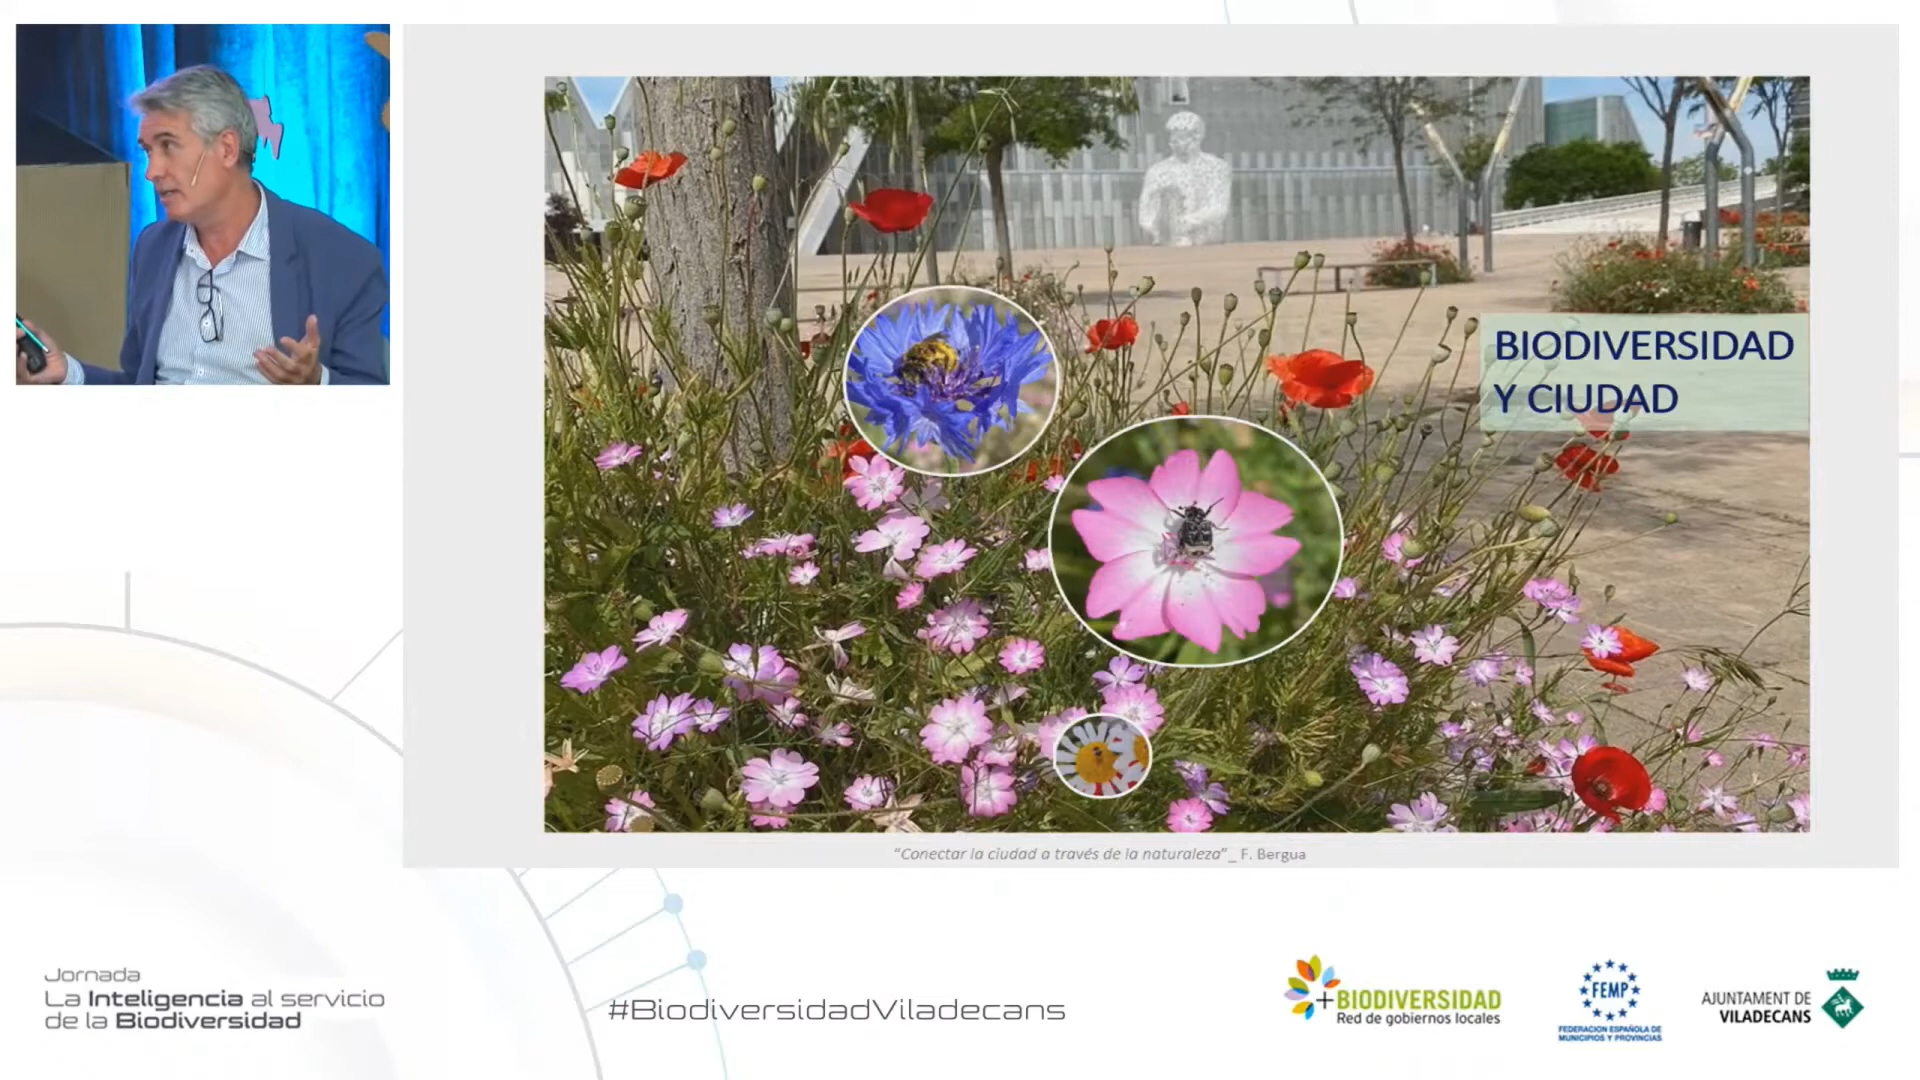 BIODIVERSIDAD
Y CIUDAD
“Conectar la ciudad a través de la naturaleza”_ F. Bergua
Jornada
La Inteligencia al servicio
de la Biodiversidad
#BiodiversidadViladecans
+BIODIVERSIDAD
Red de gobiernos locales
FEMP
FEDERACION ESPAÑOLA DE
MUNICIPIOS Y PROVINCIAS
AJUNTAMENT DE
VILADECANS